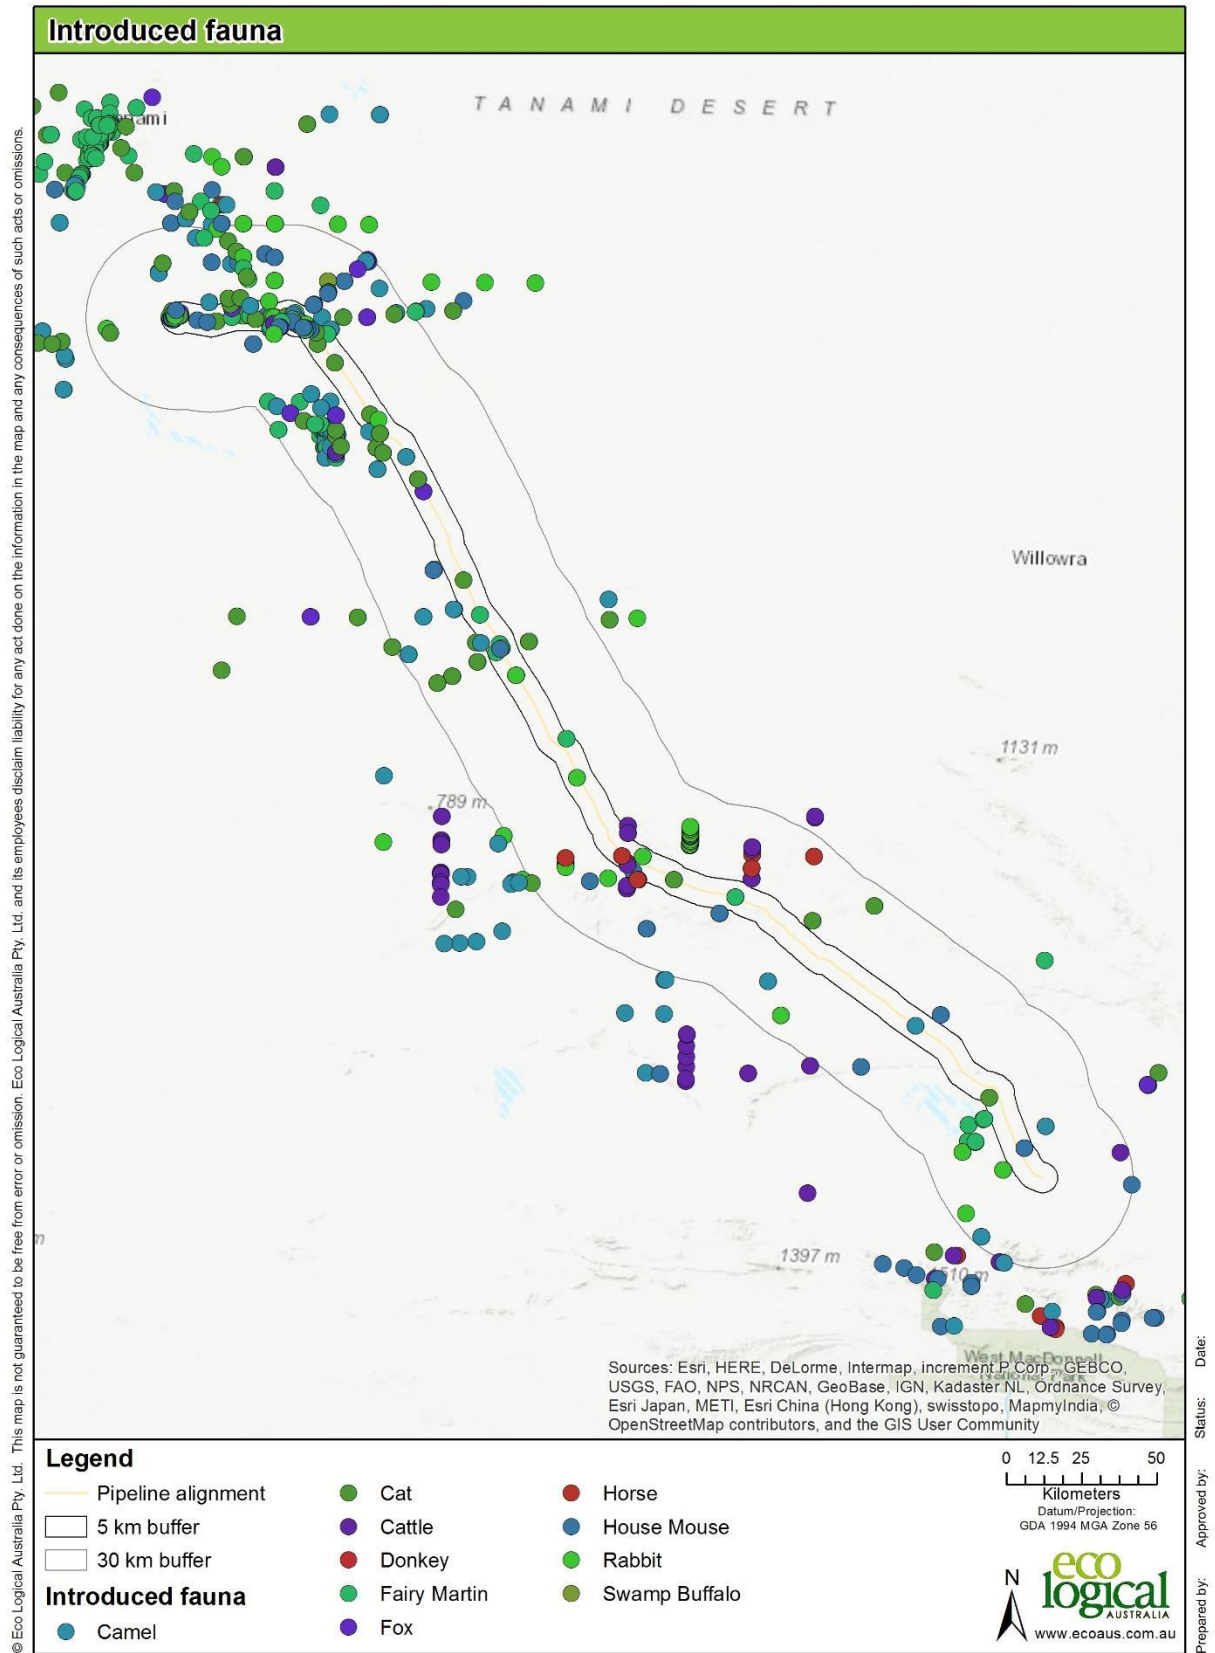 Introduced fauna
TANAMI DESERT
Willowra
1131 m
789 m
1397 m
1510 m
West MacDonnell
National Park
Sources: Esri, HERE, DeLorme, Intermap, increment P Corp., GEBCO,
USGS, FAO, NPS, NRCAN, GeoBase, IGN, Kadaster NL, Ordnance Survey,
Esri Japan, METI, Esri China (Hong Kong), swisstopo, MapmyIndia, ©
OpenStreetMap contributors, and the GIS User Community
Legend
Pipeline alignment
5 km buffer
30 km buffer
Introduced fauna
Camel
Cat
Cattle
Donkey
Fairy Martin
Fox
Horse
House Mouse
Rabbit
Swamp Buffalo
0 12.5 25 50
Kilometers
Datum/Projection:
GDA 1994 MGA Zone 56
N
eco
logical
AUSTRALIA
www.ecoaus.com.au
© Eco Logical Australia Pty. Ltd. This map is not guaranteed to be free from error or omission. Eco Logical Australia Pty. Ltd. and its employees disclaim liability for any act done on the information in the map and any consequences of such acts or omissions.
Prepared by: Approved by: Status: Date: